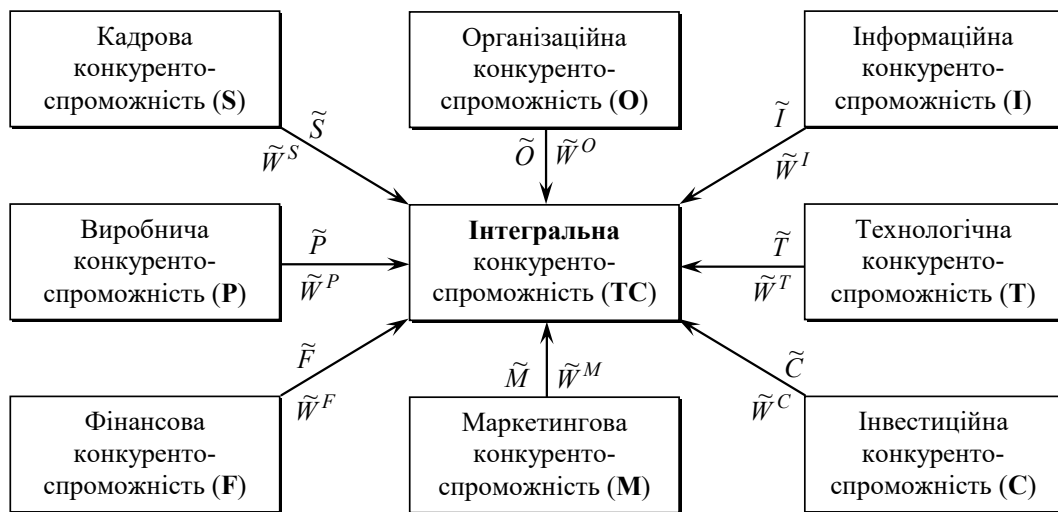 Кадрова
конкуренто-
спроможність (S)
Організаційна
конкуренто-
спроможність (O)
Інформаційна
конкуренто-
спроможність (I)
S̃
W̃^S
Õ
W̃^O
Ĩ
W̃^I
Виробнича
конкуренто-
спроможність (P)
P̃
W̃^P
Інтегральна
конкуренто-
спроможність (TC)
T̃
W̃^T
Технологічна
конкуренто-
спроможність (T)
F̃
W̃^F
M̃
W̃^M
C̃
W̃^C
Фінансова
конкуренто-
спроможність (F)
Маркетингова
конкуренто-
спроможність (M)
Інвестиційна
конкуренто-
спроможність (C)